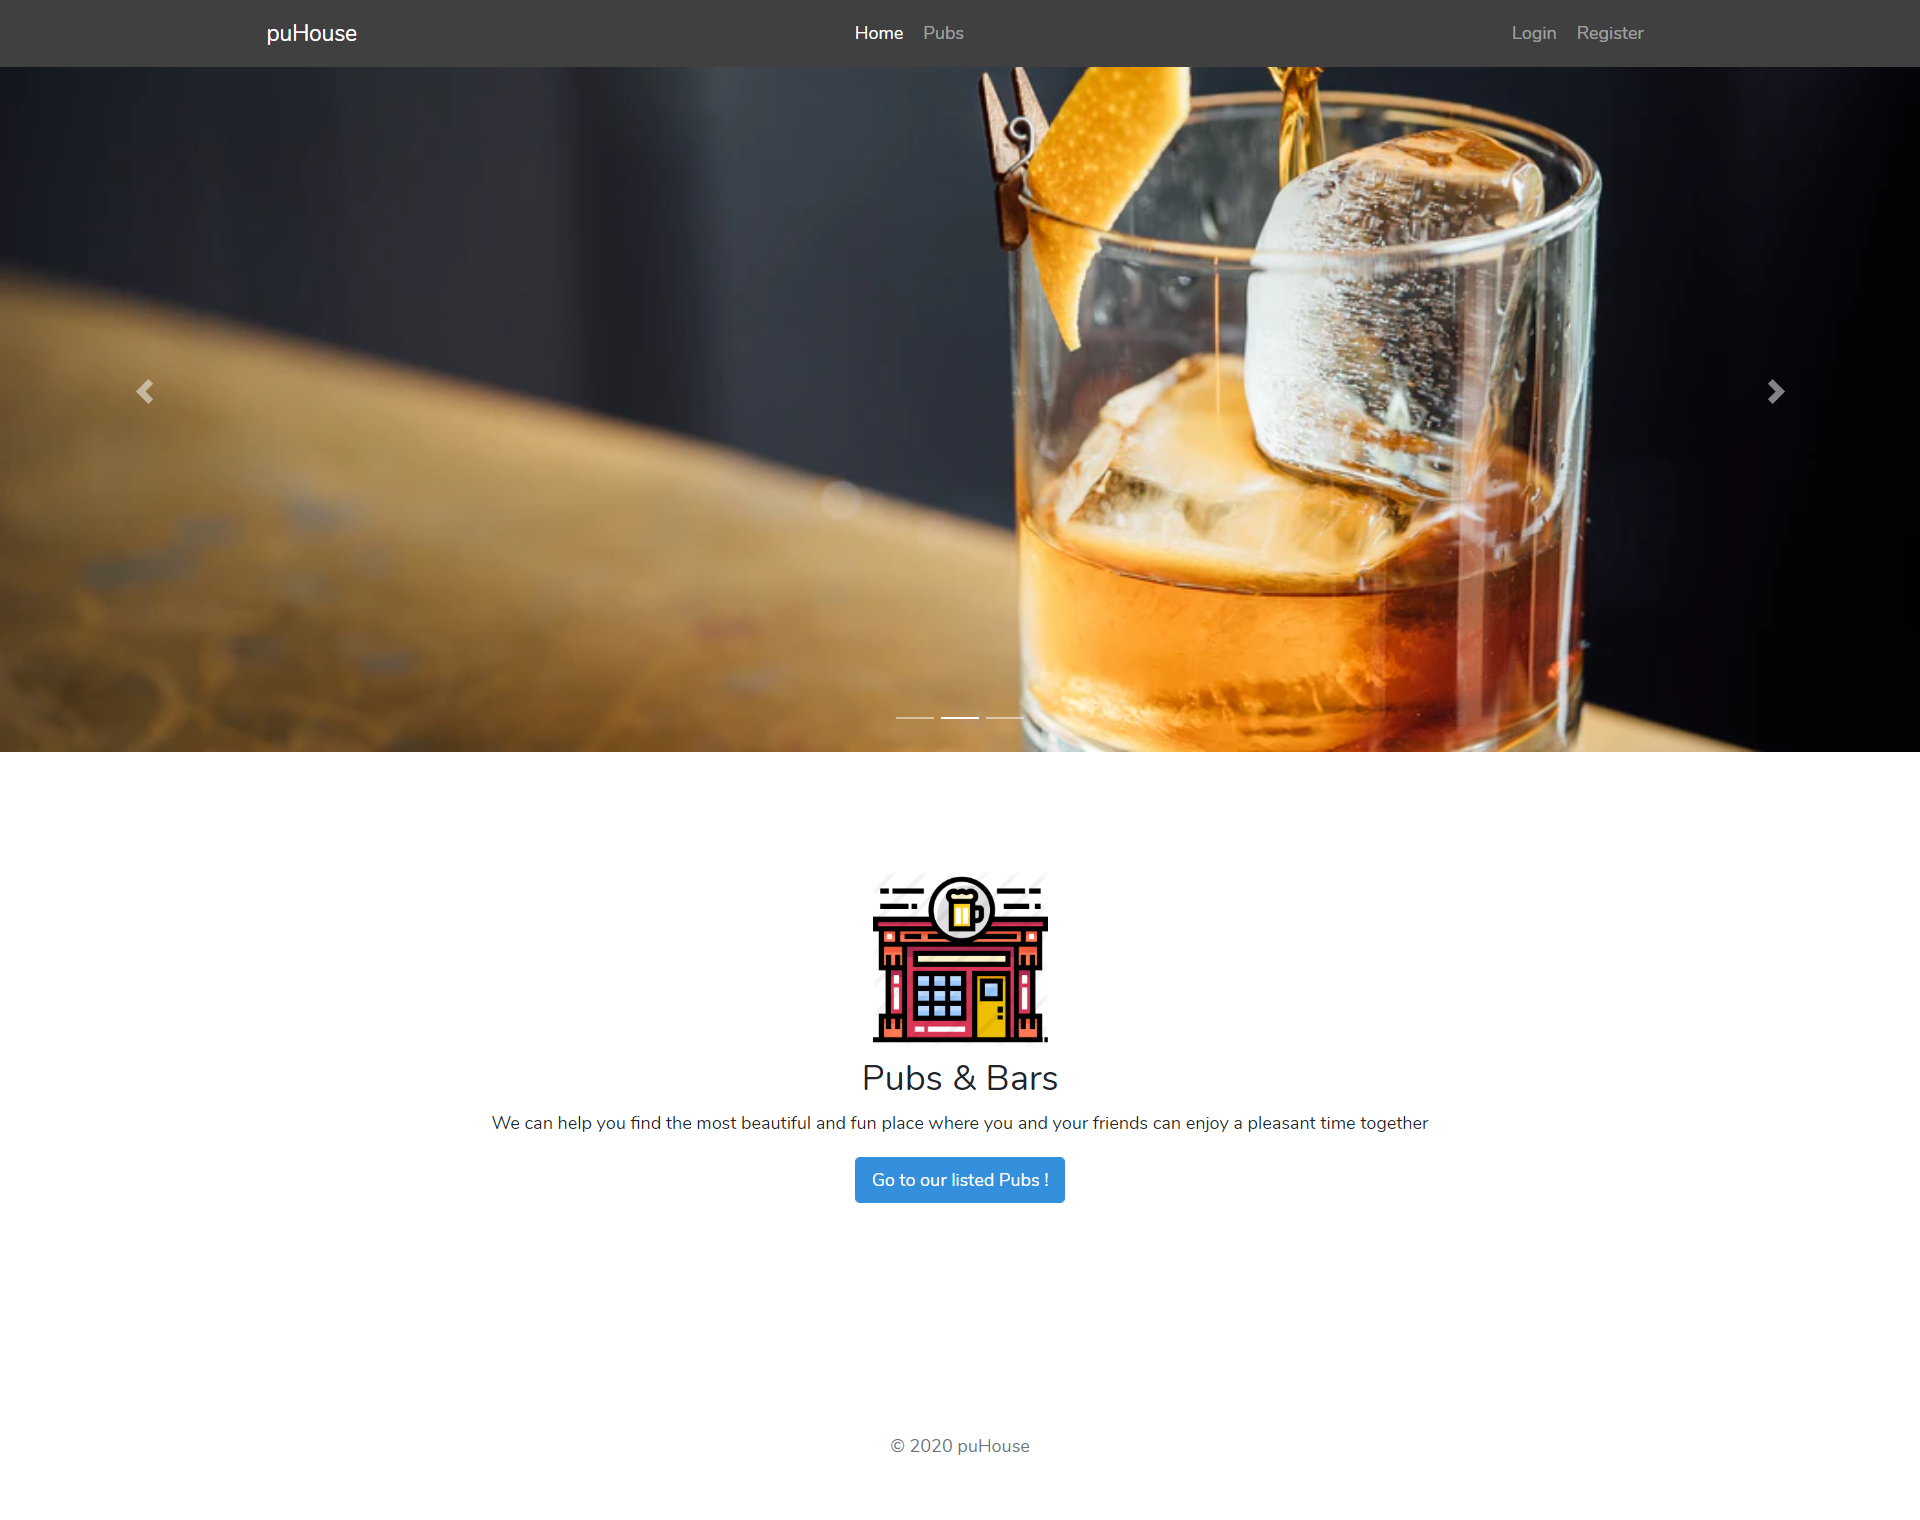 puHouse
Home Pubs
Login Register
Pubs & Bars
We can help you find the most beautiful and fun place where you and your friends can enjoy a pleasant time together
Go to our listed Pubs !
© 2020 puHouse